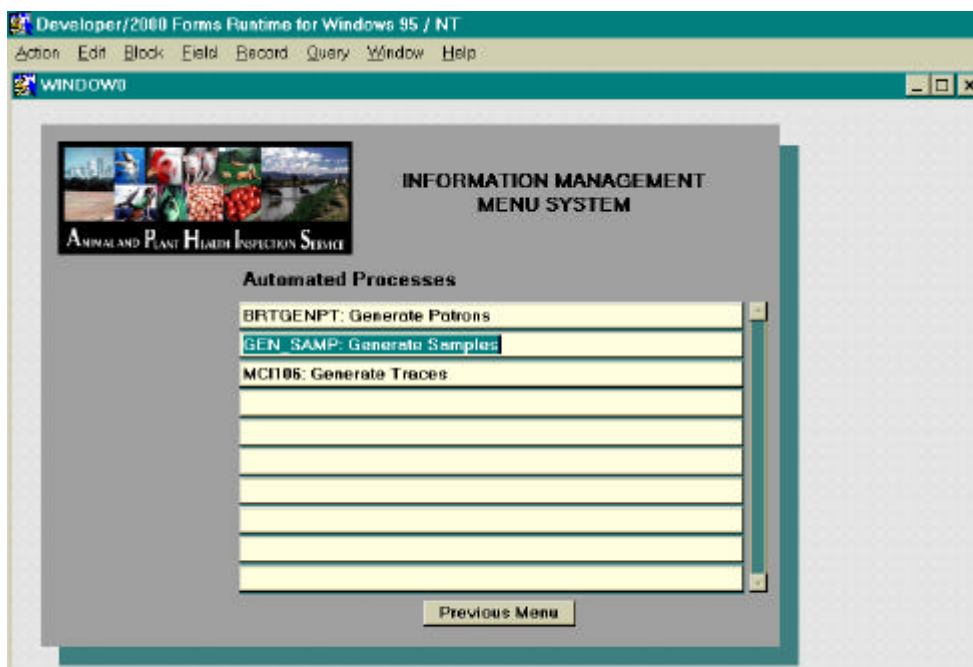 Developer/2000 Forms Runtime for Windows 95 / NT
Action Edit Block Field Record Query Window Help
WINDOW0
ANIMAL AND PLANT HEALTH INSPECTION SERVICE
INFORMATION MANAGEMENT
MENU SYSTEM
Automated Processes
BRTGENPT: Generate Patrons
GEN_SAMP: Generate Samples
MCI106: Generate Traces
Previous Menu